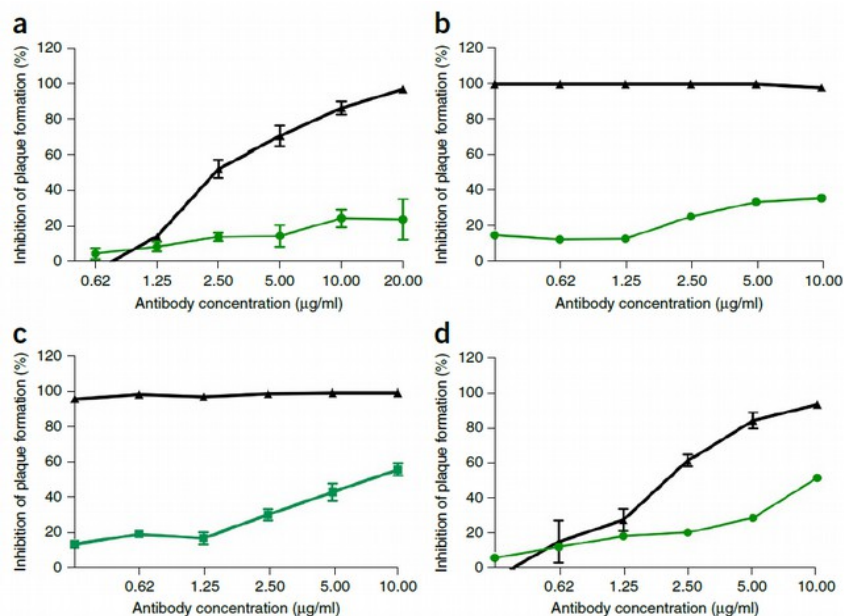 a
Inhibition of plaque formation (%)
120
100
80
60
40
20
0
0.62 1.25 2.50 5.00 10.00 20.00
Antibody concentration (µg/ml)
b
Inhibition of plaque formation (%)
120
100
80
60
40
20
0
0.62 1.25 2.50 5.00 10.00
Antibody concentration (µg/ml)
c
Inhibition of plaque formation (%)
120
100
80
60
40
20
0
0.62 1.25 2.50 5.00 10.00
Antibody concentration (µg/ml)
d
Inhibition of plaque formation (%)
120
100
80
60
40
20
0
0.62 1.25 2.50 5.00 10.00
Antibody concentration (µg/ml)